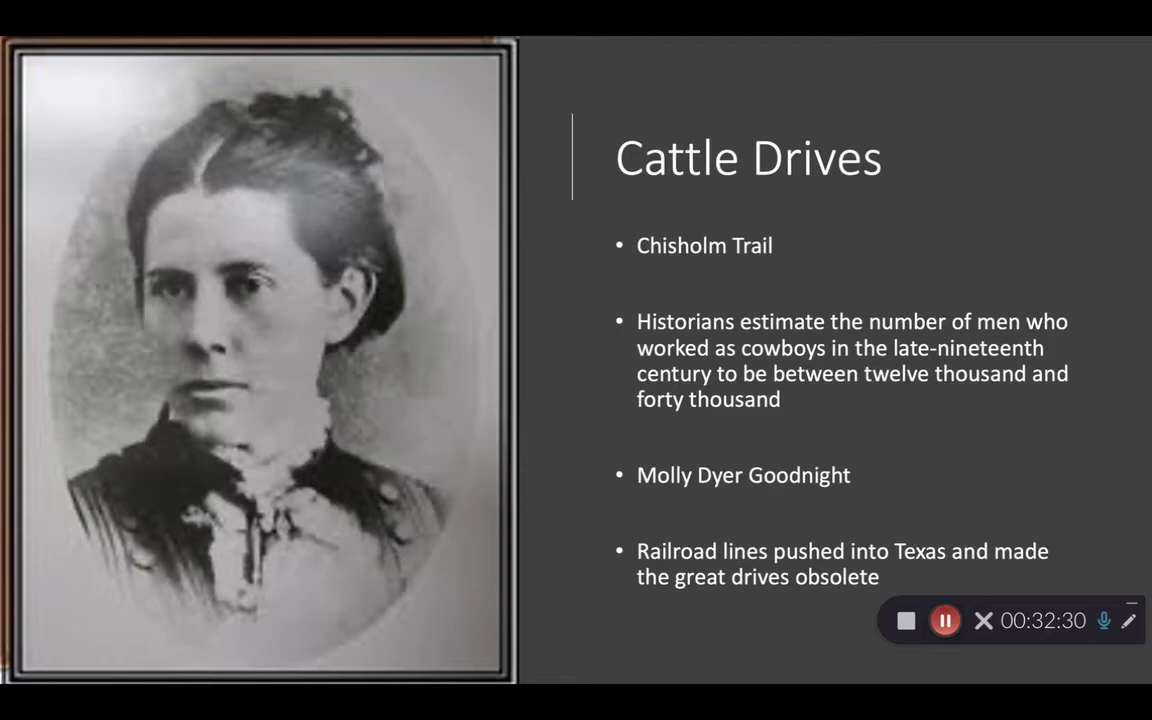 Cattle Drives
• Chisholm Trail
• Historians estimate the number of men who
worked as cowboys in the late-nineteenth
century to be between twelve thousand and
forty thousand
• Molly Dyer Goodnight
• Railroad lines pushed into Texas and made
the great drives obsolete
00:32:30